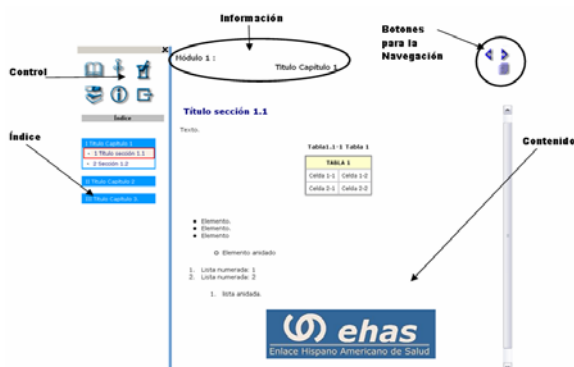 Información
Botones
para la
Navegación
Módulo 1 :
Título Capítulo 1
Control
Índice
Índice
I Título Capítulo 1
1 Título sección 1.1
2 Sección 1.2
II Título Capítulo 2
III Título Capítulo 3
Título sección 1.1
Texto.
Contenido
Tabla1.1-1 Tabla 1
TABLA 1
Celda 1-1 Celda 1-2
Celda 2-1 Celda 2-2
Elemento.
Elemento.
Elemento
Elemento anidado
1. Lista numerada: 1
2. Lista numerada: 2
1. lista anidada.
ehas
Enlace Hispano Americano de Salud